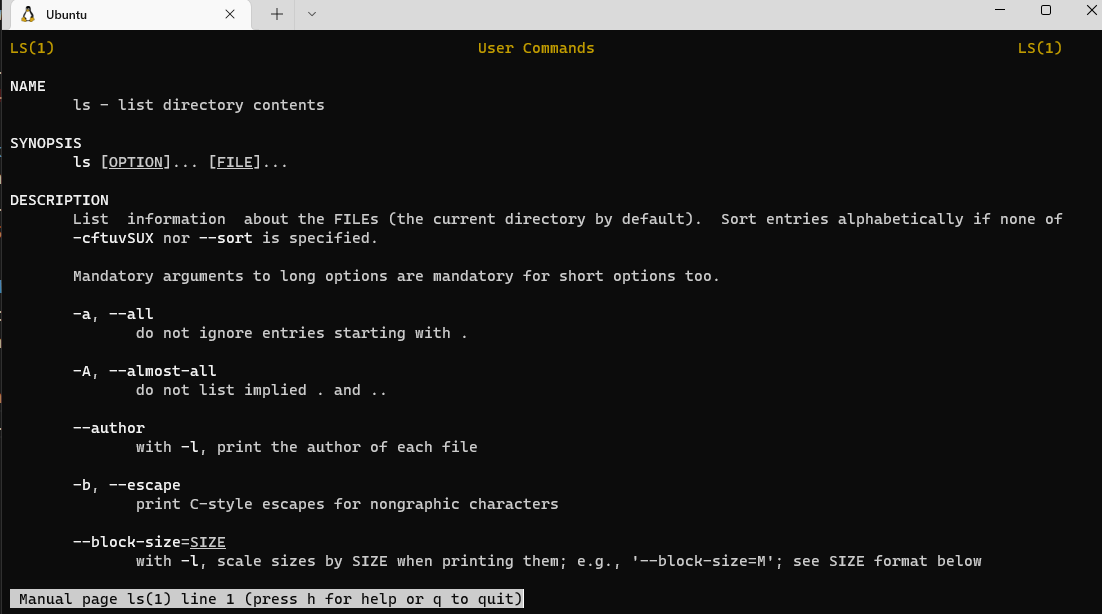 Ubuntu
LS(1) User Commands LS(1)
NAME
ls - list directory contents
SYNOPSIS
ls [OPTION]... [FILE]...
DESCRIPTION
List  information  about the FILEs (the current directory by default).  Sort entries alphabetically if none of
-cftuvSUX nor --sort is specified.
Mandatory arguments to long options are mandatory for short options too.
-a, --all
do not ignore entries starting with .
-A, --almost-all
do not list implied . and ..
--author
with -l, print the author of each file
-b, --escape
print C-style escapes for nongraphic characters
--block-size=SIZE
with -l, scale sizes by SIZE when printing them; e.g., '--block-size=M'; see SIZE format below
Manual page ls(1) line 1 (press h for help or q to quit)